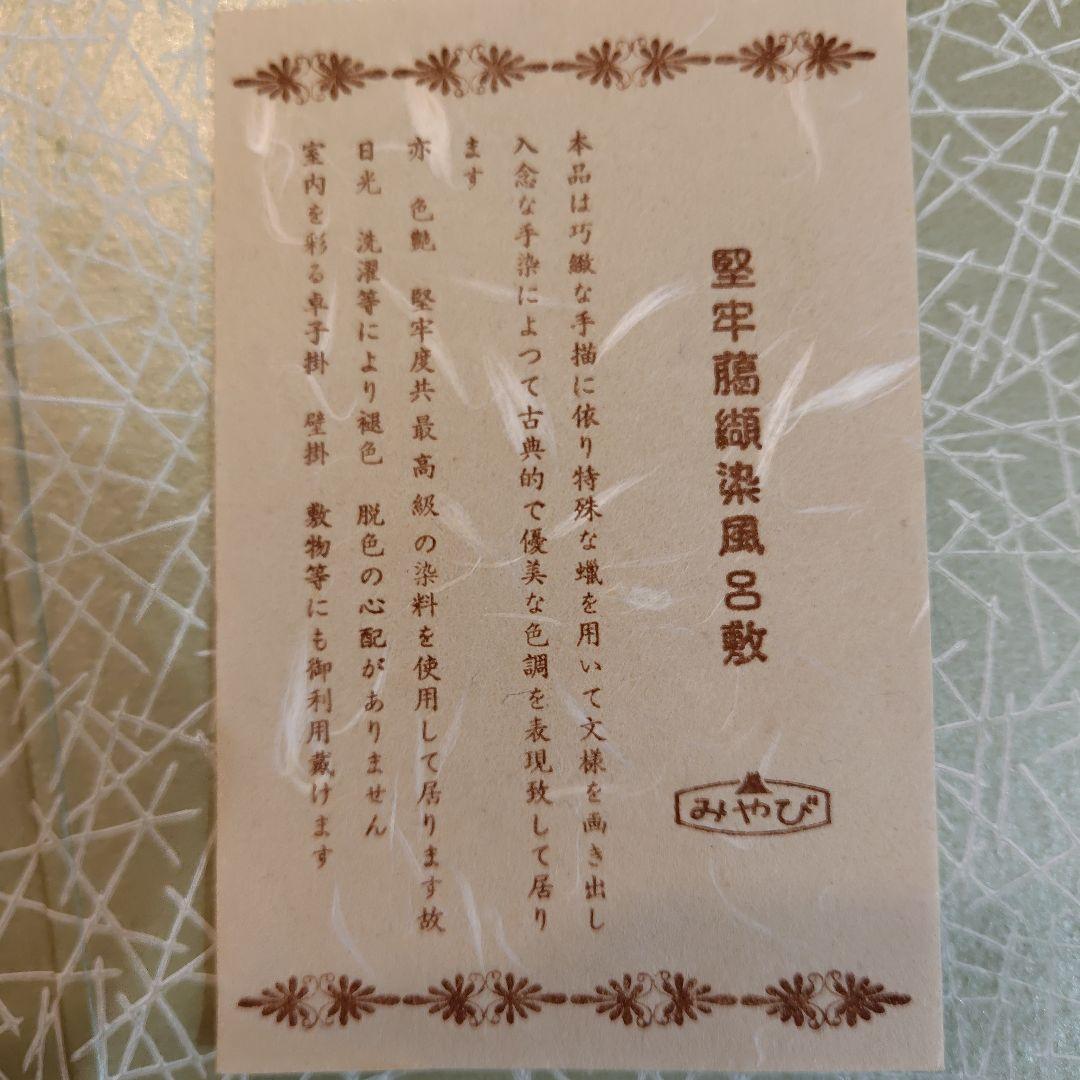 堅牢﨟纈染風呂敷
みやび
本品は巧緻な手描に依り特殊な蠟を用いて文様を画き出し
入念な手染によつて古典的で優美な色調を表現致して居り
ます
亦 色艶 堅牢度共最高級の染料を使用して居ります故
日光 洗濯等により褪色 脱色の心配がありません
室内を彩る卓子掛 壁掛 敷物等にも御利用戴けます